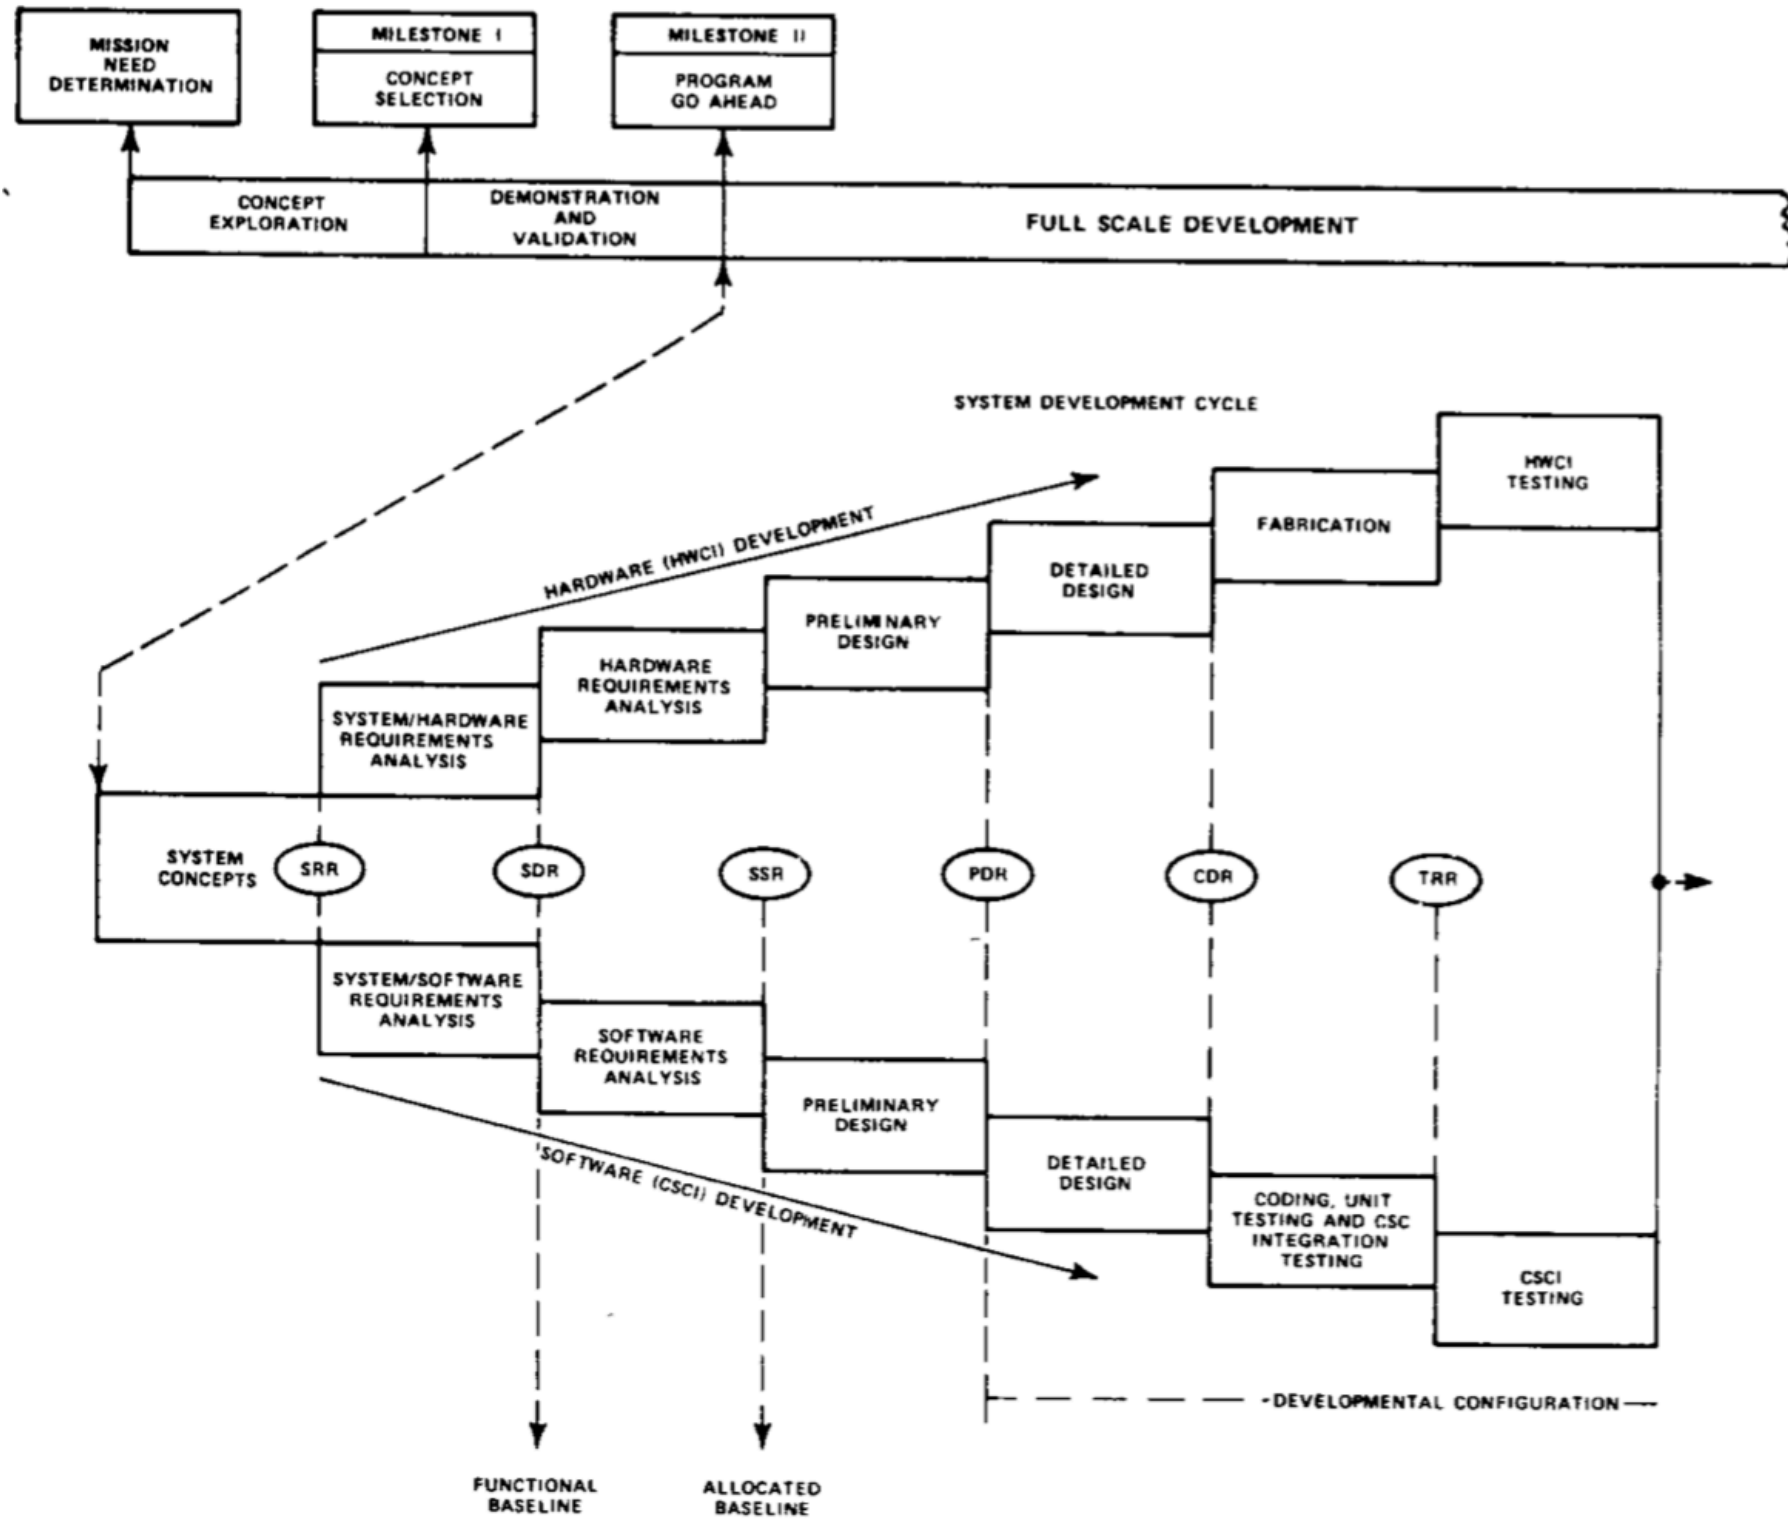 MISSION
NEED
DETERMINATION
MILESTONE I
CONCEPT
SELECTION
MILESTONE II
PROGRAM
GO AHEAD
CONCEPT
EXPLORATION
DEMONSTRATION
AND
VALIDATION
FULL SCALE DEVELOPMENT
SYSTEM DEVELOPMENT CYCLE
HARDWARE (HWCI) DEVELOPMENT
HWCI
TESTING
FABRICATION
DETAILED
DESIGN
PRELIMINARY
DESIGN
HARDWARE
REQUIREMENTS
ANALYSIS
SYSTEM/HARDWARE
REQUIREMENTS
ANALYSIS
SYSTEM
CONCEPTS
SRR
SDR
SSR
PDR
CDR
TRR
SYSTEM/SOFTWARE
REQUIREMENTS
ANALYSIS
SOFTWARE
REQUIREMENTS
ANALYSIS
PRELIMINARY
DESIGN
DETAILED
DESIGN
CODING, UNIT
TESTING AND CSC
INTEGRATION
TESTING
CSCI
TESTING
SOFTWARE (CSCI) DEVELOPMENT
DEVELOPMENTAL CONFIGURATION
FUNCTIONAL
BASELINE
ALLOCATED
BASELINE